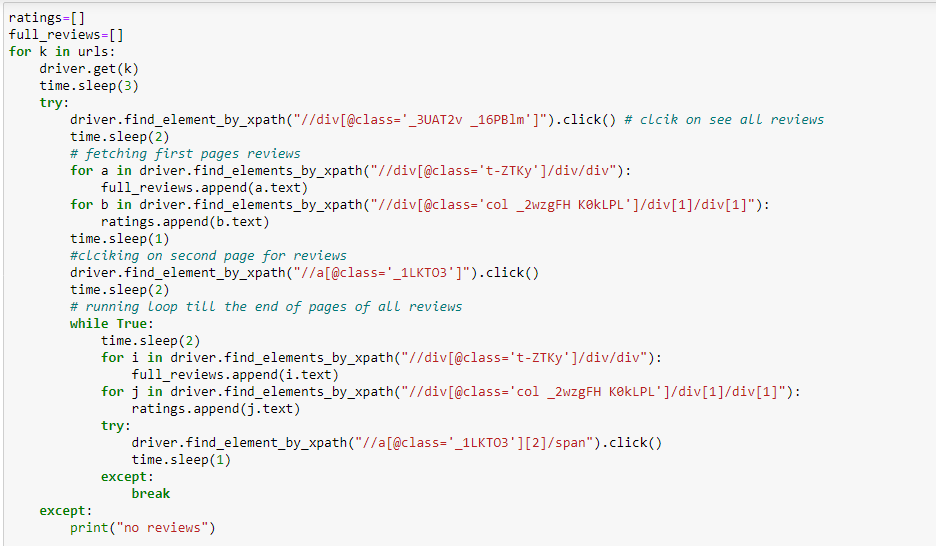 ratings=[]
full_reviews=[]
for k in urls:
    driver.get(k)
    time.sleep(3)
    try:
        driver.find_element_by_xpath("//div[@class='_3UAT2v _16PBlm']").click() # clcik on see all reviews
        time.sleep(2)
        # fetching first pages reviews
        for a in driver.find_elements_by_xpath("//div[@class='t-ZTKy']/div/div"):
            full_reviews.append(a.text)
        for b in driver.find_elements_by_xpath("//div[@class='col _2wzgFH K0kLPL']/div[1]/div[1]"):
            ratings.append(b.text)
        time.sleep(1)
        #clciking on second page for reviews
        driver.find_element_by_xpath("//a[@class='_1LKTO3']").click()
        time.sleep(2)
        # running loop till the end of pages of all reviews
        while True:
            time.sleep(2)
            for i in driver.find_elements_by_xpath("//div[@class='t-ZTKy']/div/div"):
                full_reviews.append(i.text)
            for j in driver.find_elements_by_xpath("//div[@class='col _2wzgFH K0kLPL']/div[1]/div[1]"):
                ratings.append(j.text)
            try:
                driver.find_element_by_xpath("//a[@class='_1LKTO3'][2]/span").click()
                time.sleep(1)
            except:
                break
    except:
        print("no reviews")